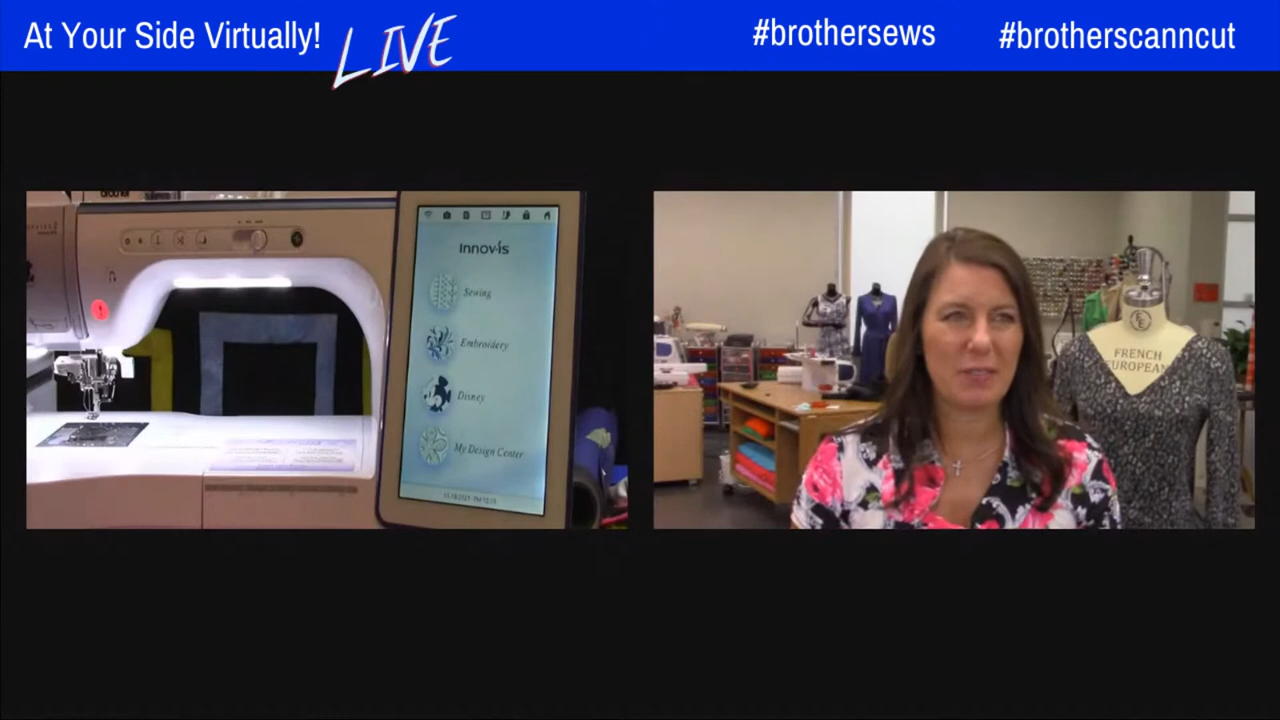 At Your Side Virtually!
LIVE
#brothersews
#brotherscanncut
Innov-is
Sewing
Embroidery
Disney
My Design Center
FRENCH
EUROPEAN